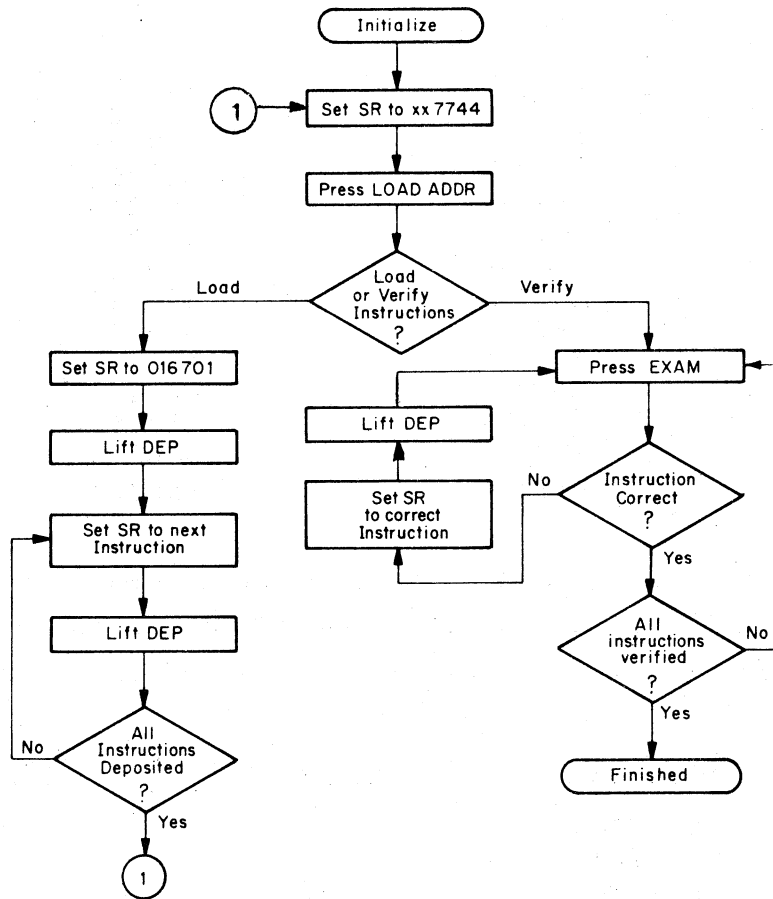 Initialize
1
Set SR to xx7744
Press LOAD ADDR
Load
or Verify
Instructions
?
Load
Verify
Set SR to 016701
Lift DEP
Set SR to next
Instruction
Lift DEP
All
Instructions
Deposited
?
No
Yes
1
Press EXAM
Instruction
Correct
?
No
Set SR
to correct
Instruction
Lift DEP
Yes
All
instructions
verified
?
No
Yes
Finished